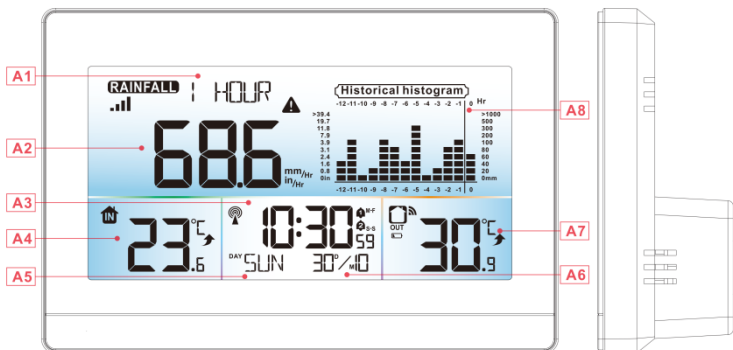 A1
RAINFALL 1 HOUR
Historical histogram
-12 -11 -10 -9 -8 -7 -6 -5 -4 -3 -2 -1 0 Hr
A8
>39.4 >1000
19.7 500
11.8 300
7.9 200
3.9 100
3.1 80
2.4 60
1.6 40
0.8 20
0in 0mm
-12 -11 -10 -9 -8 -7 -6 -5 -4 -3 -2 -1 0
A2
68.6 mm/Hr
in/Hr
A3
IN
10:30 59
1 M-F
2 S-S
OUT
A4
23.6 °C
30.9 °C
A7
A5
DAY SUN 30 D/M 10
A6